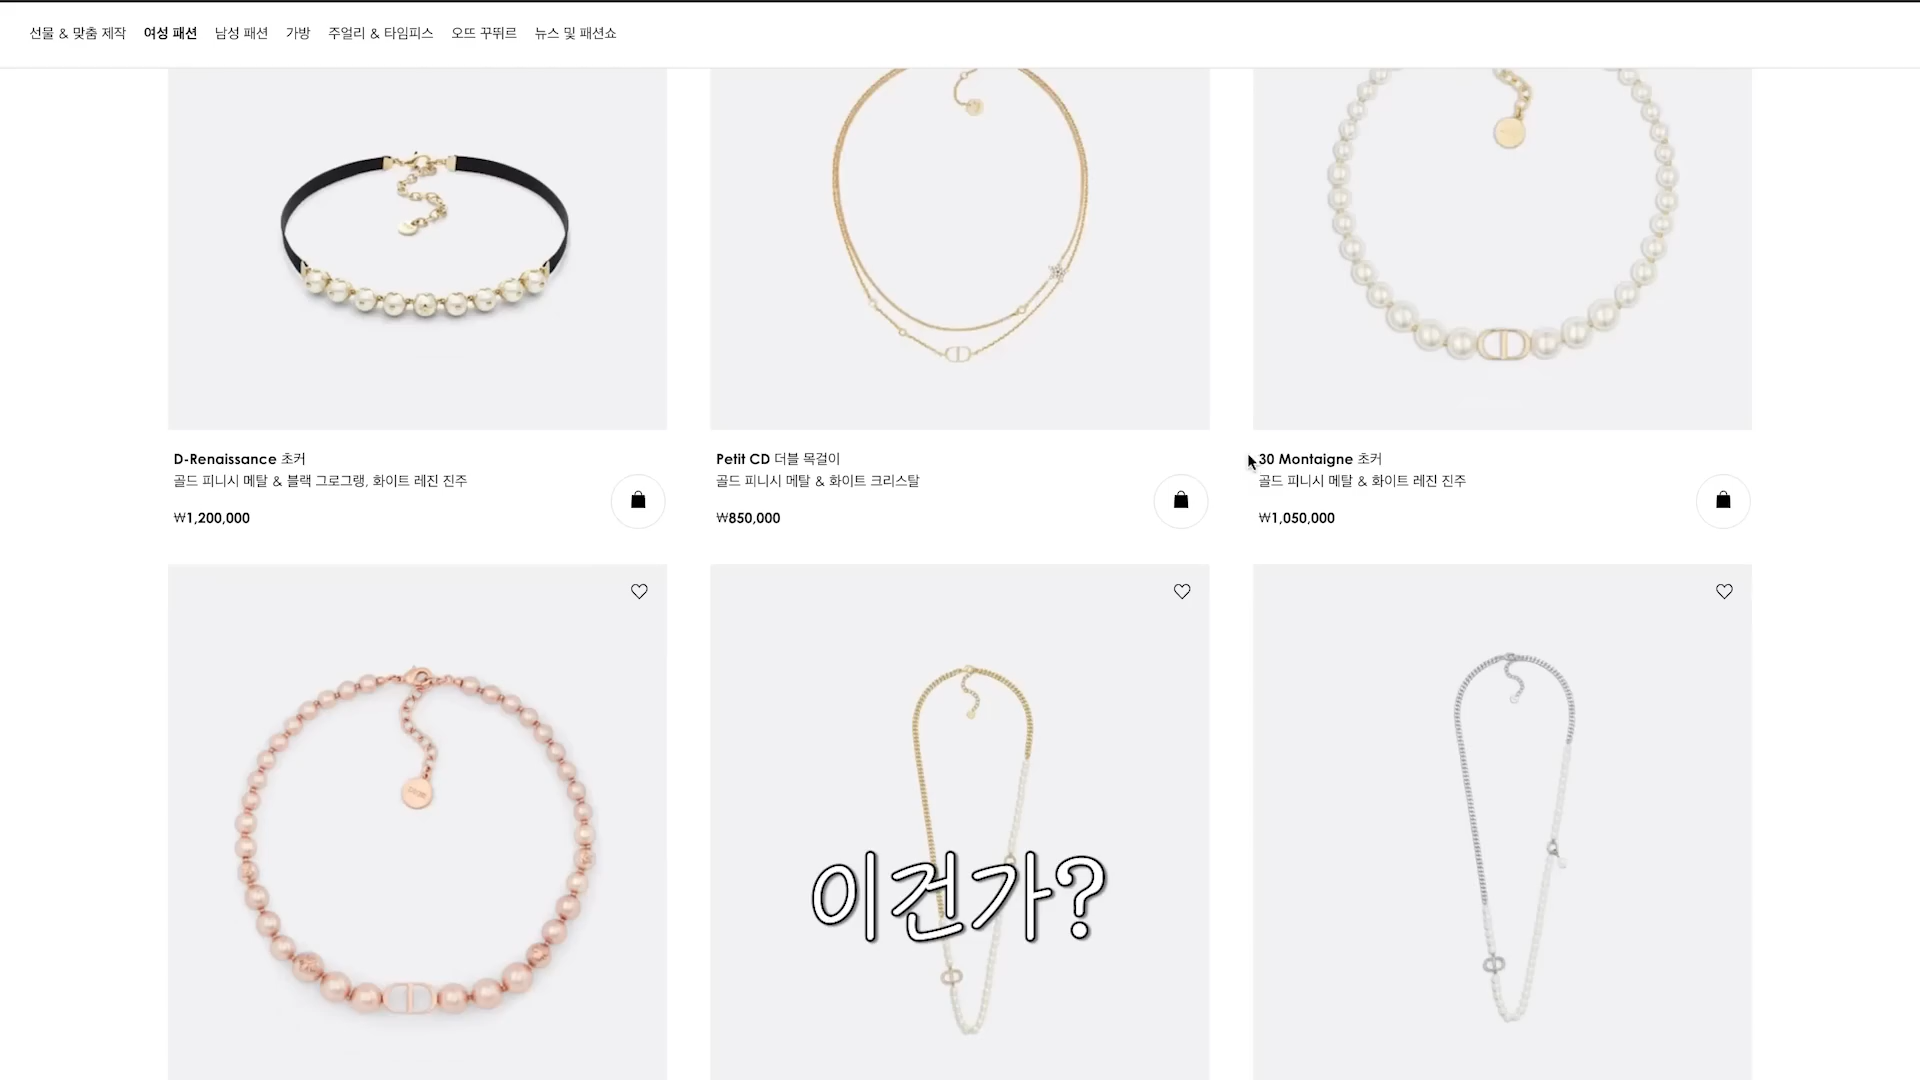 선물 & 맞춤 제작 여성 패션 남성 패션 가방 주얼리 & 타임피스 오뜨 꾸뛰르 뉴스 및 패션쇼
D-Renaissance 초커
골드 피니시 메탈 & 블랙 그로그랭, 화이트 레진 진주
₩1,200,000
Petit CD 더블 목걸이
골드 피니시 메탈 & 화이트 크리스탈
₩850,000
30 Montaigne 초커
골드 피니시 메탈 & 화이트 레진 진주
₩1,050,000
이건가?